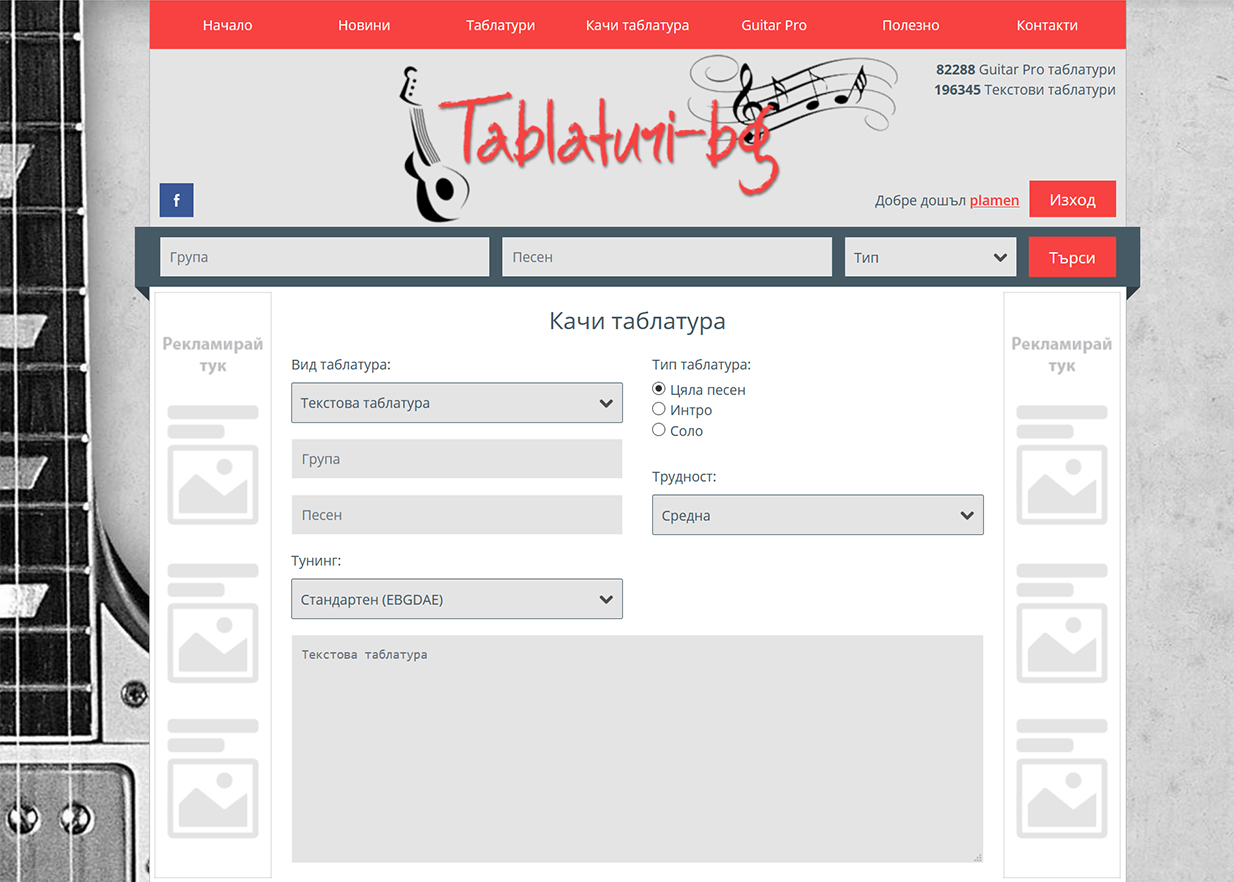 Начало Новини Таблатури Качи таблатура Guitar Pro Полезно Контакти
82288 Guitar Pro таблатури
196345 Текстови таблатури
Tablaturi-bg
f
Добре дошъл plamen Изход
Група Песен Тип Търси
Рекламирай
тук
Качи таблатура
Вид таблатура:
Текстова таблатура
Група
Песен
Тунинг:
Стандартен (EBGDAE)
Тип таблатура:
Цяла песен
Интро
Соло
Трудност:
Средна
Текстова таблатура
Рекламирай
тук